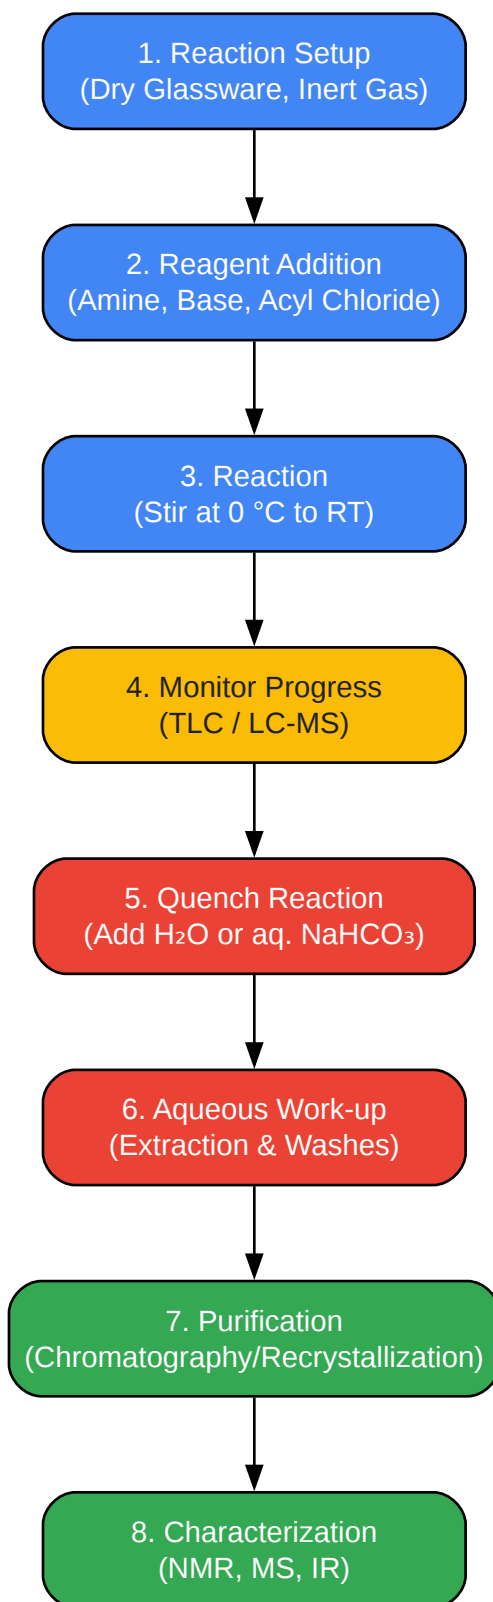 1. Reaction Setup
(Dry Glassware, Inert Gas)
2. Reagent Addition
(Amine, Base, Acyl Chloride)
3. Reaction
(Stir at 0 °C to RT)
4. Monitor Progress
(TLC / LC-MS)
5. Quench Reaction
(Add H₂O or aq. NaHCO₃)
6. Aqueous Work-up
(Extraction & Washes)
7. Purification
(Chromatography/Recrystallization)
8. Characterization
(NMR, MS, IR)